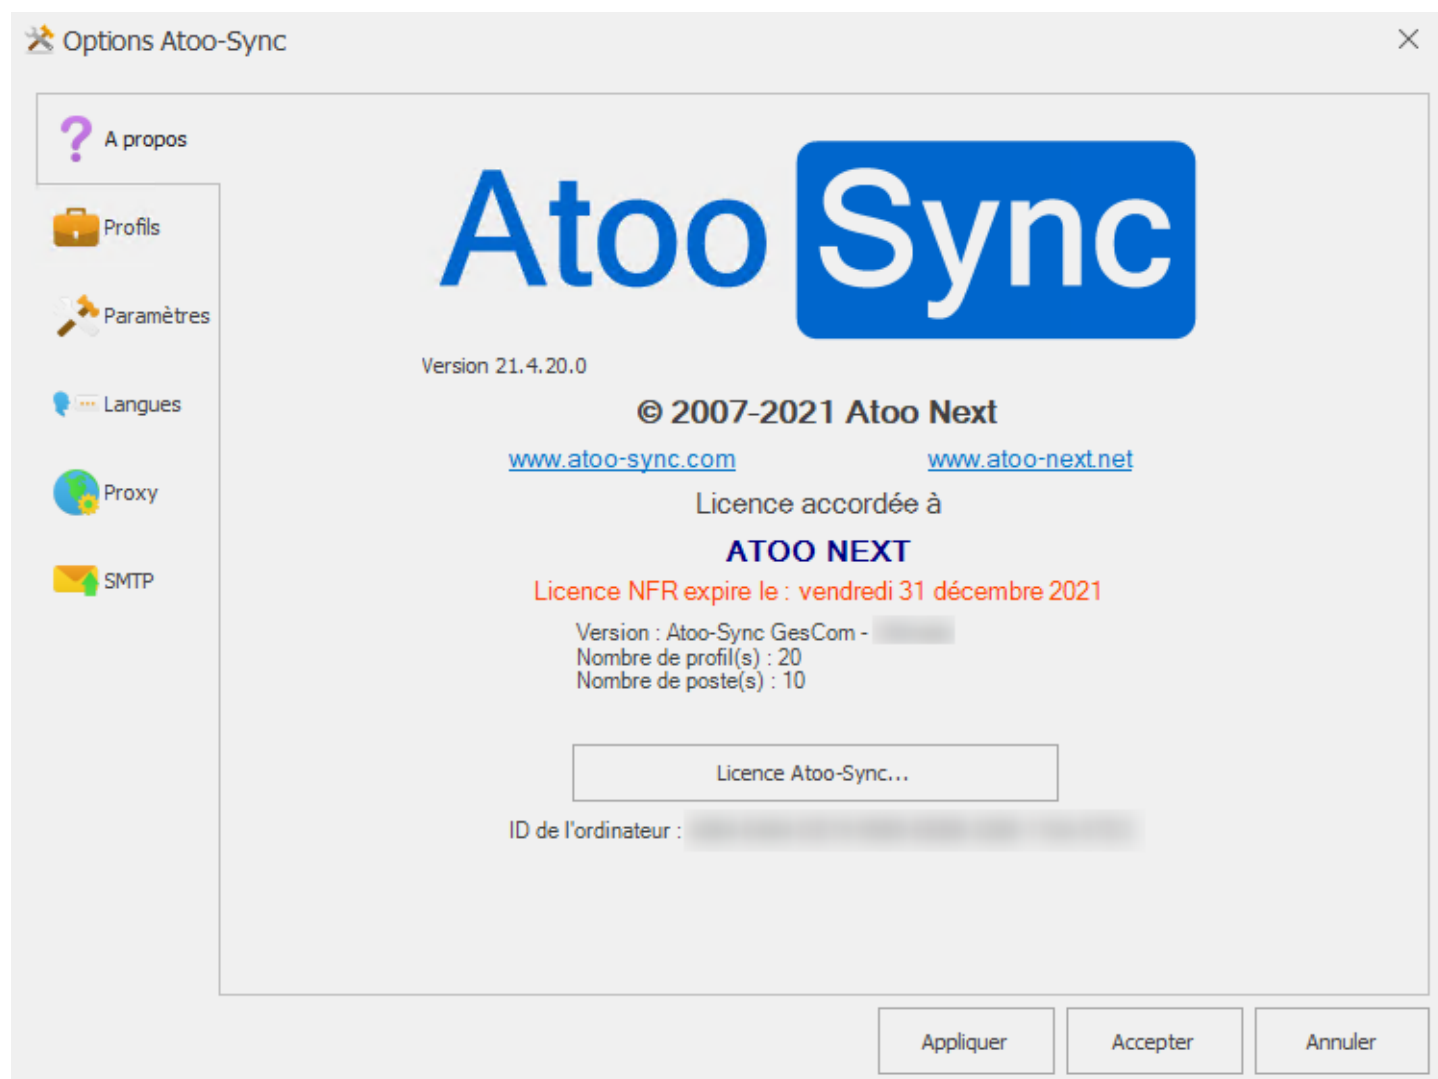 Options Atoo-Sync
A propos
Profils
Paramètres
Langues
Proxy
SMTP
Atoo Sync
Version 21.4.20.0
© 2007-2021 Atoo Next
www.atoo-sync.com www.atoo-next.net
Licence accordée à
ATOO NEXT
Licence NFR expire le : vendredi 31 décembre 2021
Version : Atoo-Sync GesCom -
Nombre de profil(s) : 20
Nombre de poste(s) : 10
Licence Atoo-Sync...
ID de l'ordinateur :
Appliquer Accepter Annuler